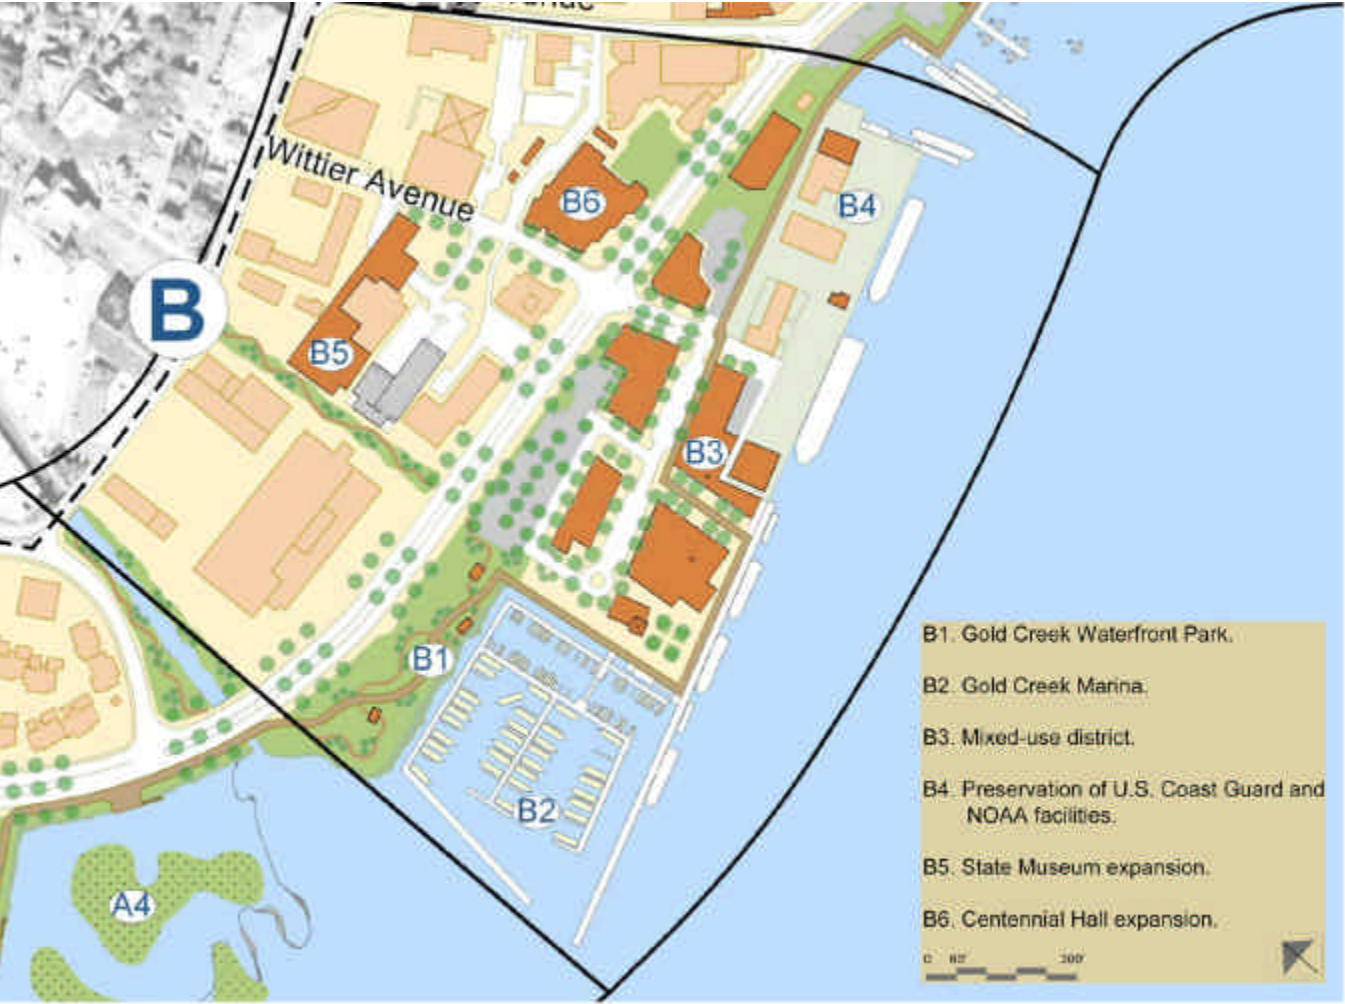 Wittier Avenue
B6
B4
B
B5
B3
B1
B2
A4
B1. Gold Creek Waterfront Park.
B2. Gold Creek Marina.
B3. Mixed-use district.
B4. Preservation of U.S. Coast Guard and
NOAA facilities.
B5. State Museum expansion.
B6. Centennial Hall expansion.
0